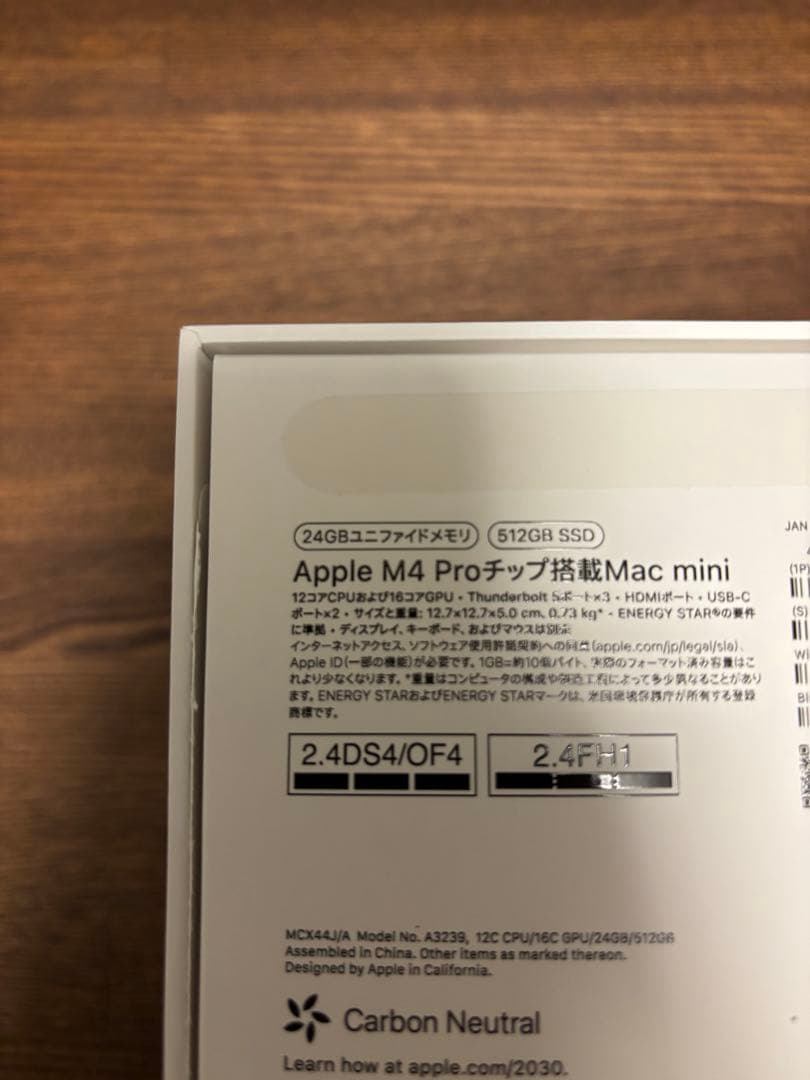 24GBユニファイドメモリ 512GB SSD
Apple M4 Proチップ搭載Mac mini
12コアCPUおよび16コアGPU・Thunderbolt 5ポート×3・HDMIポート・USB-C
ポート×2・サイズと重量: 12.7×12.7×5.0 cm、0.73 kg*・ENERGY STAR®の要件
に準拠・ディスプレイ、キーボード、およびマウスは別売
インターネットアクセス、ソフトウェア使用許諾契約への同意(apple.com/jp/legal/sla)、
Apple ID(一部の機能)が必要です。1GB=約10億バイト、実際のフォーマット済み容量はこ
れより少なくなります。*重量はコンピュータの構成や製造工程によって多少異なることがあり
ます。ENERGY STARおよびENERGY STARマークは、米国環境保護庁が所有する登録
商標です。
2.4DS4/OF4 2.4FH1
MCX44J/A Model No. A3239, 12C CPU/16C GPU/24GB/512GB
Assembled in China. Other items as marked thereon.
Designed by Apple in California.
Carbon Neutral
Learn how at apple.com/2030.
JAN
(1P)
(S)